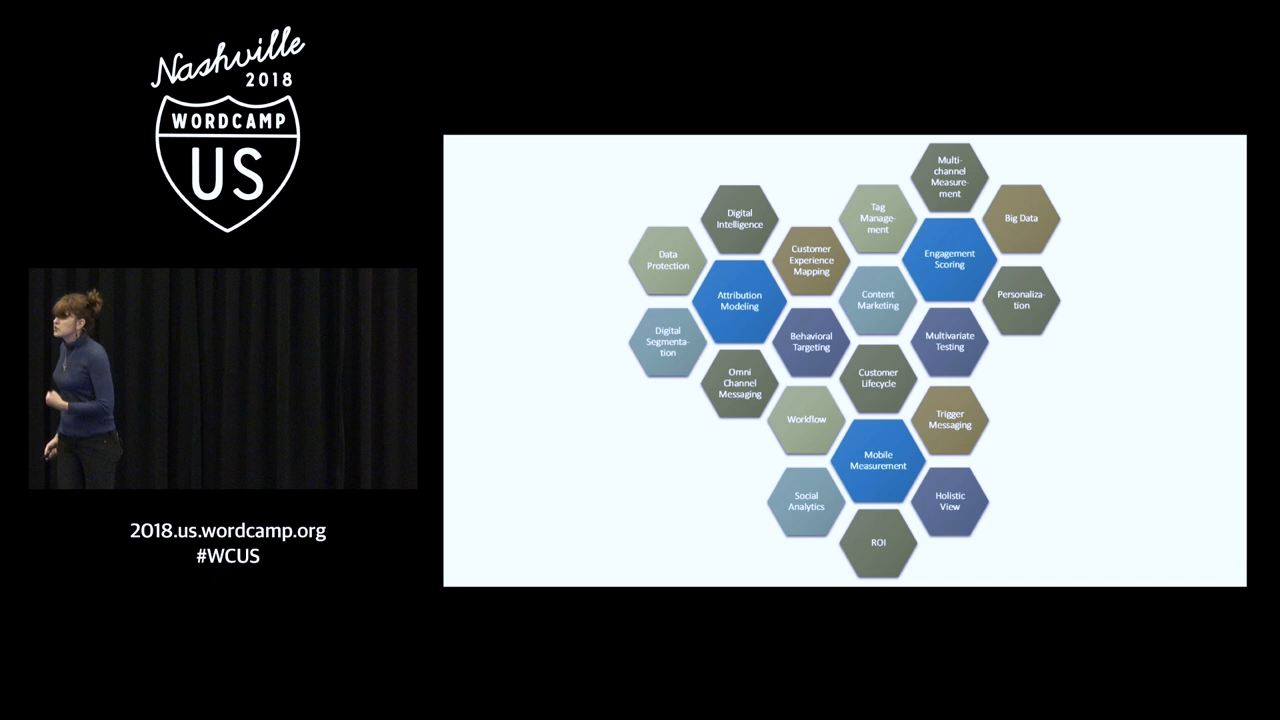 Nashville
2018
WORDCAMP
US
2018.us.wordcamp.org
#WCUS
Multi-
channel
Measure-
ment
Digital
Intelligence
Tag
Manage-
ment
Big Data
Data
Protection
Customer
Experience
Mapping
Engagement
Scoring
Attribution
Modeling
Content
Marketing
Personaliza-
tion
Digital
Segmenta-
tion
Behavioral
Targeting
Multivariate
Testing
Omni
Channel
Messaging
Customer
Lifecycle
Workflow
Trigger
Messaging
Mobile
Measurement
Social
Analytics
Holistic
View
ROI